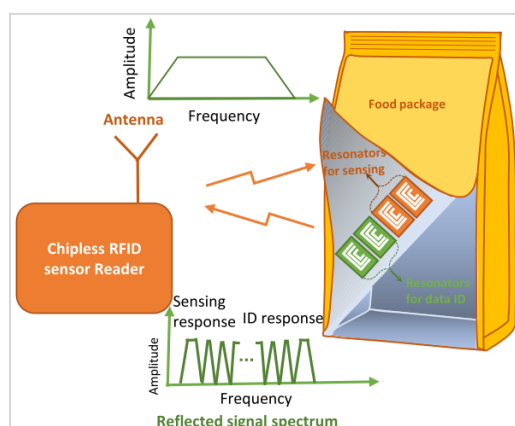 Amplitude
Frequency
Antenna
Food package
Resonators
for sensing
Chipless RFID
sensor Reader
Resonators
for data ID
Sensing
response
ID response
...
Amplitude
Frequency
Reflected signal spectrum